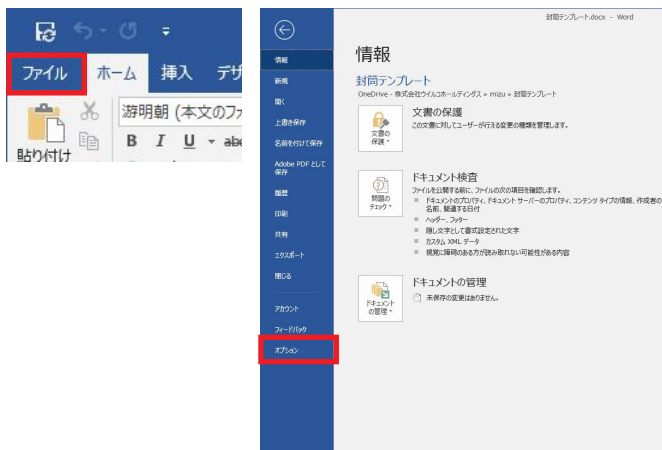 ファイル ホーム 挿入 デザ
游明朝 (本文のフォ
B I U abc
貼り付け
封筒テンプレート.docx - Word
情報
新規
開く
上書き保存
名前を付けて保存
Adobe PDF として
保存
履歴
印刷
共有
エクスポート
閉じる
アカウント
フィードバック
オプション
情報
封筒テンプレート
OneDrive - 株式会社ウイルコホールディングス » mizu » 封筒テンプレート
文書の
保護
文書の保護
この文書に対してユーザーが行える変更の種類を管理します。
問題の
チェック
ドキュメント検査
ファイルを公開する前に、ファイルの次の項目を確認します。
ドキュメントのプロパティ、ドキュメント サーバーのプロパティ、コンテンツ タイプの情報、作成者の
名前、関連する日付
ヘッダー、フッター
隠し文字として書式設定された文字
カスタム XML データ
視覚に障碍のある方が読み取れない可能性がある内容
ドキュメント
の管理
ドキュメントの管理
未保存の変更はありません。